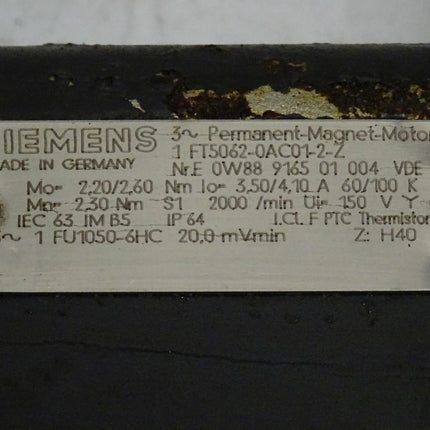 IEMENS 3~ Permanent-Magnet-Motor
1 FT5062-0AC01-2-Z
ADE IN GERMANY Nr.E 0W88 9165 01 004 VDE
Mo= 2,20/2,60 Nm Io= 3,50/4,10 A 60/100 K
Mn= 2,30 Nm S1 2000 /min Ui= 150 V Y
IEC 63 IM B5 IP 64 I.CL F PTC Thermistor
~ 1 FU1050-6HC 20,0 mV/min Z: H40